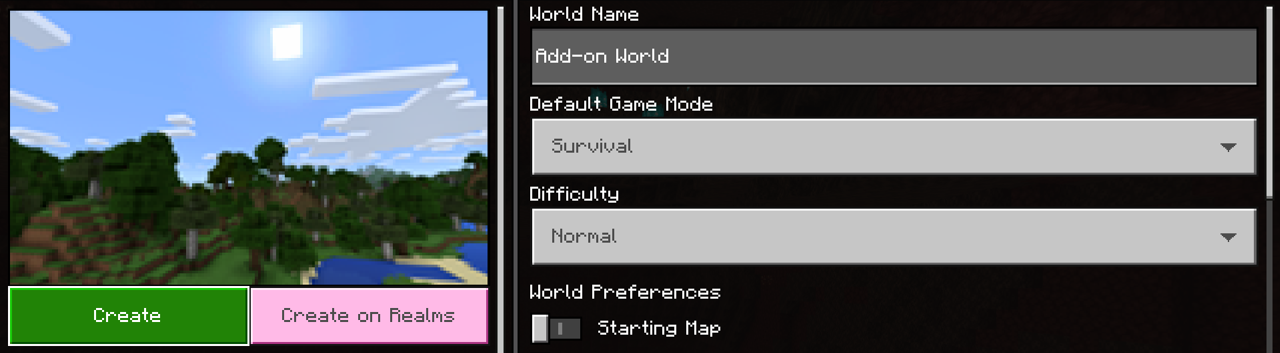 World Name
Add-on World
Default Game Mode
Survival
Difficulty
Normal
World Preferences
Starting Map
Create
Create on Realms